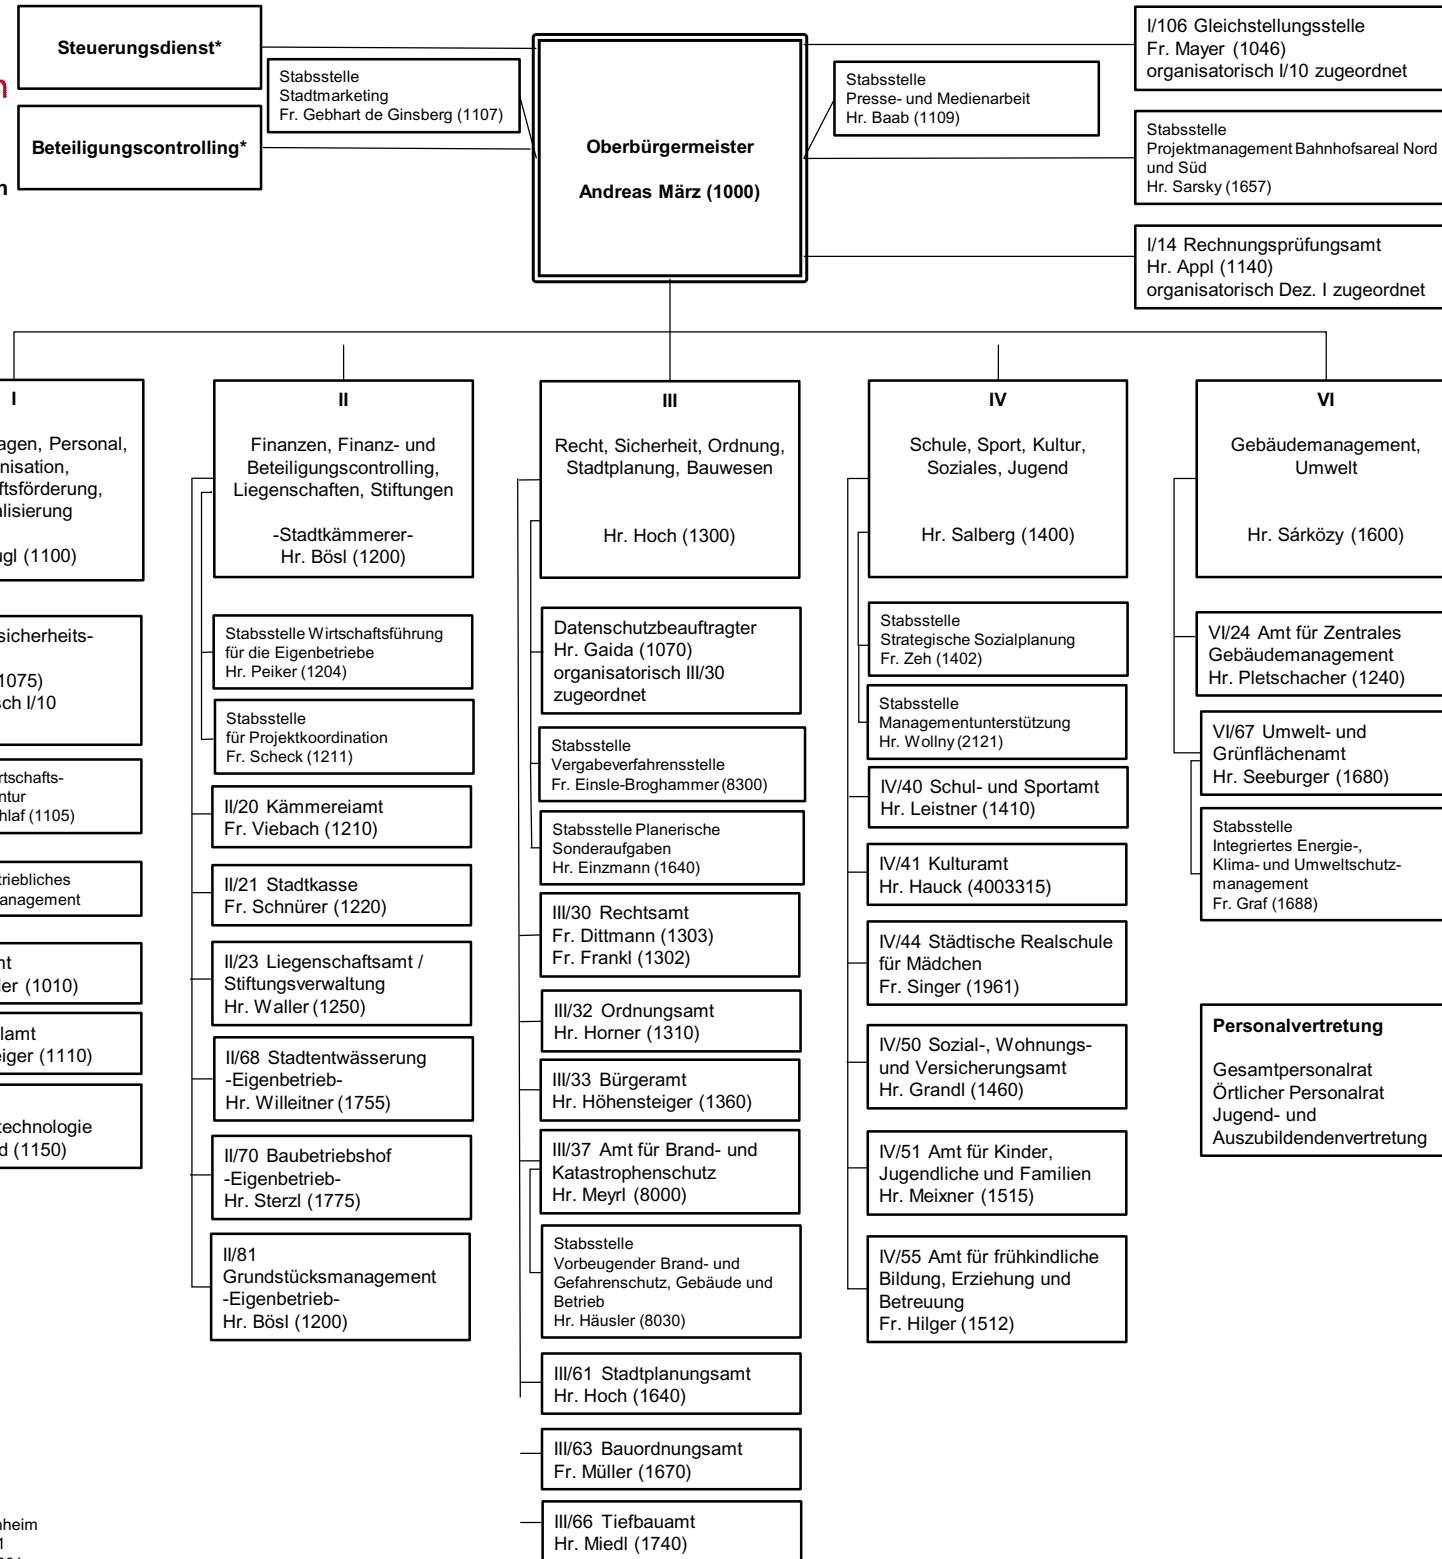 Steuerungsdienst*
Stabsstelle
Stadtmarketing
Fr. Gebhart de Ginsberg (1107)
Beteiligungscontrolling*
Oberbürgermeister
Andreas März (1000)
Stabsstelle
Presse- und Medienarbeit
Hr. Baab (1109)
I/106 Gleichstellungsstelle
Fr. Mayer (1046)
organisatorisch I/10 zugeordnet
Stabsstelle
Projektmanagement Bahnhofsareal Nord
und Süd
Hr. Sarsky (1657)
I/14 Rechnungsprüfungsamt
Hr. Appl (1140)
organisatorisch Dez. I zugeordnet
I
Personal,
(1100)
I/10
(1105)
(1010)
(1110)
(1150)
II
Finanzen, Finanz- und
Beteiligungscontrolling,
Liegenschaften, Stiftungen
-Stadtkämmerer-
Hr. Bösl (1200)
Stabsstelle Wirtschaftsführung
für die Eigenbetriebe
Hr. Peiker (1204)
Stabsstelle
für Projektkoordination
Fr. Scheck (1211)
II/20 Kämmereiamt
Fr. Viebach (1210)
II/21 Stadtkasse
Fr. Schnürer (1220)
II/23 Liegenschaftsamt /
Stiftungsverwaltung
Hr. Waller (1250)
II/68 Stadtentwässerung
-Eigenbetrieb-
Hr. Willeitner (1755)
II/70 Baubetriebshof
-Eigenbetrieb-
Hr. Sterzl (1775)
II/81
Grundstücksmanagement
-Eigenbetrieb-
Hr. Bösl (1200)
III
Recht, Sicherheit, Ordnung,
Stadtplanung, Bauwesen
Hr. Hoch (1300)
Datenschutzbeauftragter
Hr. Gaida (1070)
organisatorisch III/30
zugeordnet
Stabsstelle
Vergabeverfahrensstelle
Fr. Einsle-Broghammer (8300)
Stabsstelle Planerische
Sonderaufgaben
Hr. Einzmann (1640)
III/30 Rechtsamt
Fr. Dittmann (1303)
Fr. Frankl (1302)
III/32 Ordnungsamt
Hr. Horner (1310)
III/33 Bürgeramt
Hr. Höhensteiger (1360)
III/37 Amt für Brand- und
Katastrophenschutz
Hr. Meyrl (8000)
Stabsstelle
Vorbeugender Brand- und
Gefahrenschutz, Gebäude und
Betrieb
Hr. Häusler (8030)
III/61 Stadtplanungsamt
Hr. Hoch (1640)
III/63 Bauordnungsamt
Fr. Müller (1670)
III/66 Tiefbauamt
Hr. Miedl (1740)
IV
Schule, Sport, Kultur,
Soziales, Jugend
Hr. Salberg (1400)
Stabsstelle
Strategische Sozialplanung
Fr. Zeh (1402)
Stabsstelle
Managementunterstützung
Hr. Wollny (2121)
IV/40 Schul- und Sportamt
Hr. Leistner (1410)
IV/41 Kulturamt
Hr. Hauck (4003315)
IV/44 Städtische Realschule
für Mädchen
Fr. Singer (1961)
IV/50 Sozial-, Wohnungs-
und Versicherungsamt
Hr. Grandl (1460)
IV/51 Amt für Kinder,
Jugendliche und Familien
Hr. Meixner (1515)
IV/55 Amt für frühkindliche
Bildung, Erziehung und
Betreuung
Fr. Hilger (1512)
VI
Gebäudemanagement,
Umwelt
Hr. Sárközy (1600)
VI/24 Amt für Zentrales
Gebäudemanagement
Hr. Pletschacher (1240)
VI/67 Umwelt- und
Grünflächenamt
Hr. Seeburger (1680)
Stabsstelle
Integriertes Energie-,
Klima- und Umweltschutz-
management
Fr. Graf (1688)
Personalvertretung
Gesamtpersonalrat
Örtlicher Personalrat
Jugend- und
Auszubildendenvertretung